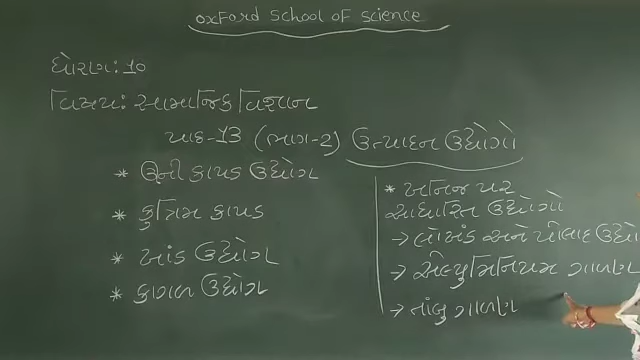 OXFORD SCHOOL OF SCIENCE
ધોરણ: 10
વિષય: સામાજિક વિજ્ઞાન
પાઠ-13 (ભાગ-2) ઉત્પાદન ઉદ્યોગો
* ઊની કાપડ ઉદ્યોગ
* કૃત્રિમ કાપડ
* ખાંડ ઉદ્યોગ
* કાગળ ઉદ્યોગ
* ખનિજ પર
આધારિત ઉદ્યોગો
→ લોખંડ અને પોલાદ ઉદ્યો
→ એલ્યુમિનિયમ ગાળણ
→ તાંબુ ગાળણ